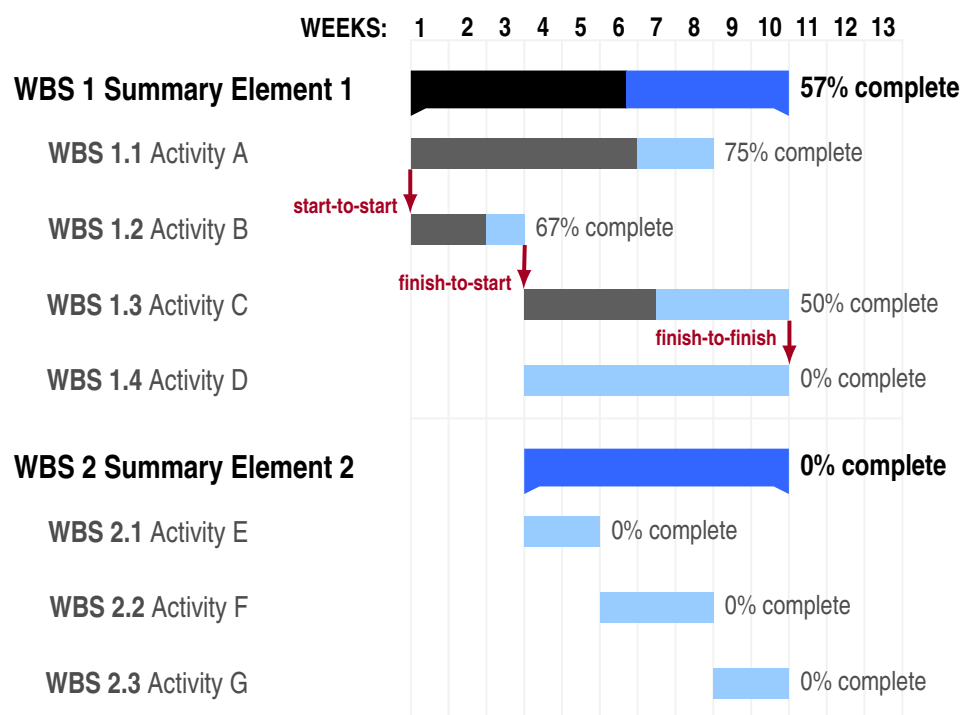 WEEKS: 1 2 3 4 5 6 7 8 9 10 11 12 13
WBS 1 Summary Element 1 57% complete
WBS 1.1 Activity A 75% complete
start-to-start
WBS 1.2 Activity B 67% complete
finish-to-start
WBS 1.3 Activity C 50% complete
finish-to-finish
WBS 1.4 Activity D 0% complete
WBS 2 Summary Element 2 0% complete
WBS 2.1 Activity E 0% complete
WBS 2.2 Activity F 0% complete
WBS 2.3 Activity G 0% complete